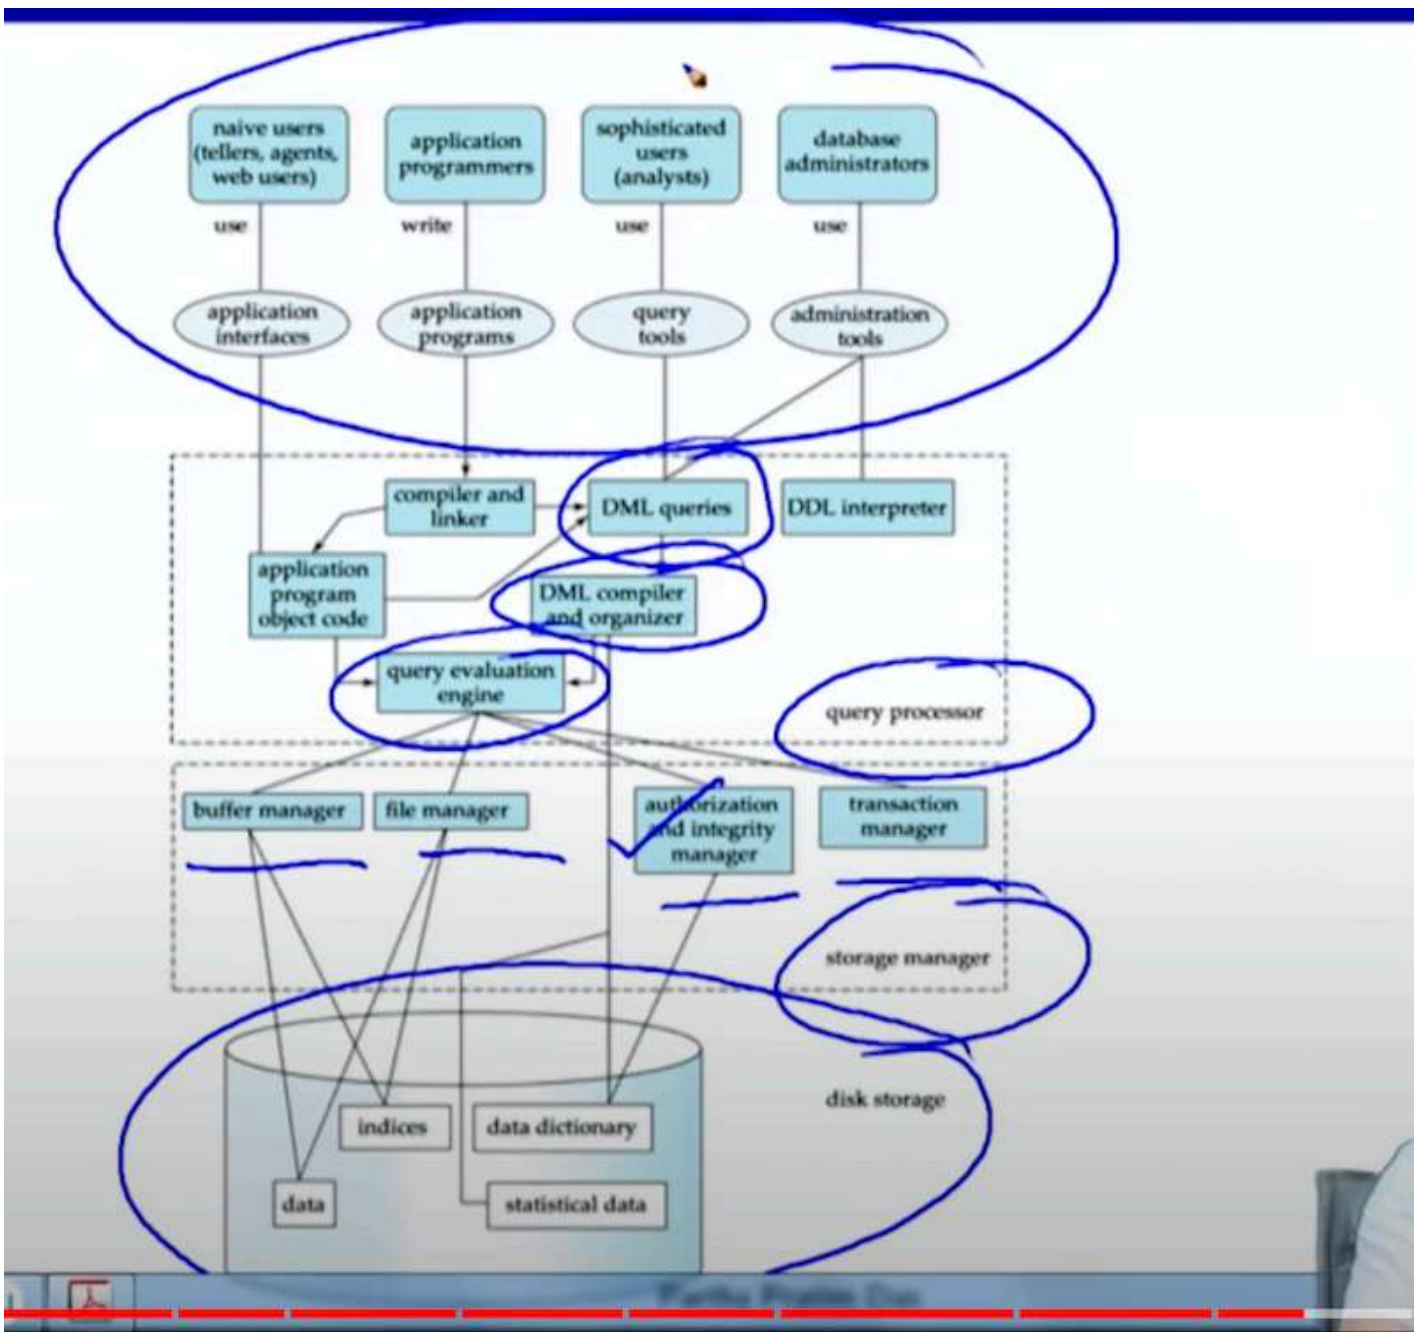 naive users
(tellers, agents,
web users)
application
programmers
sophisticated
users
(analysts)
database
administrators
use
write
use
use
application
interfaces
application
programs
query
tools
administration
tools
compiler and
linker
DML queries
DDL interpreter
application
program
object code
DML compiler
and organizer
query evaluation
engine
query processor
buffer manager
file manager
authorization
and integrity
manager
transaction
manager
storage manager
disk storage
indices
data dictionary
data
statistical data